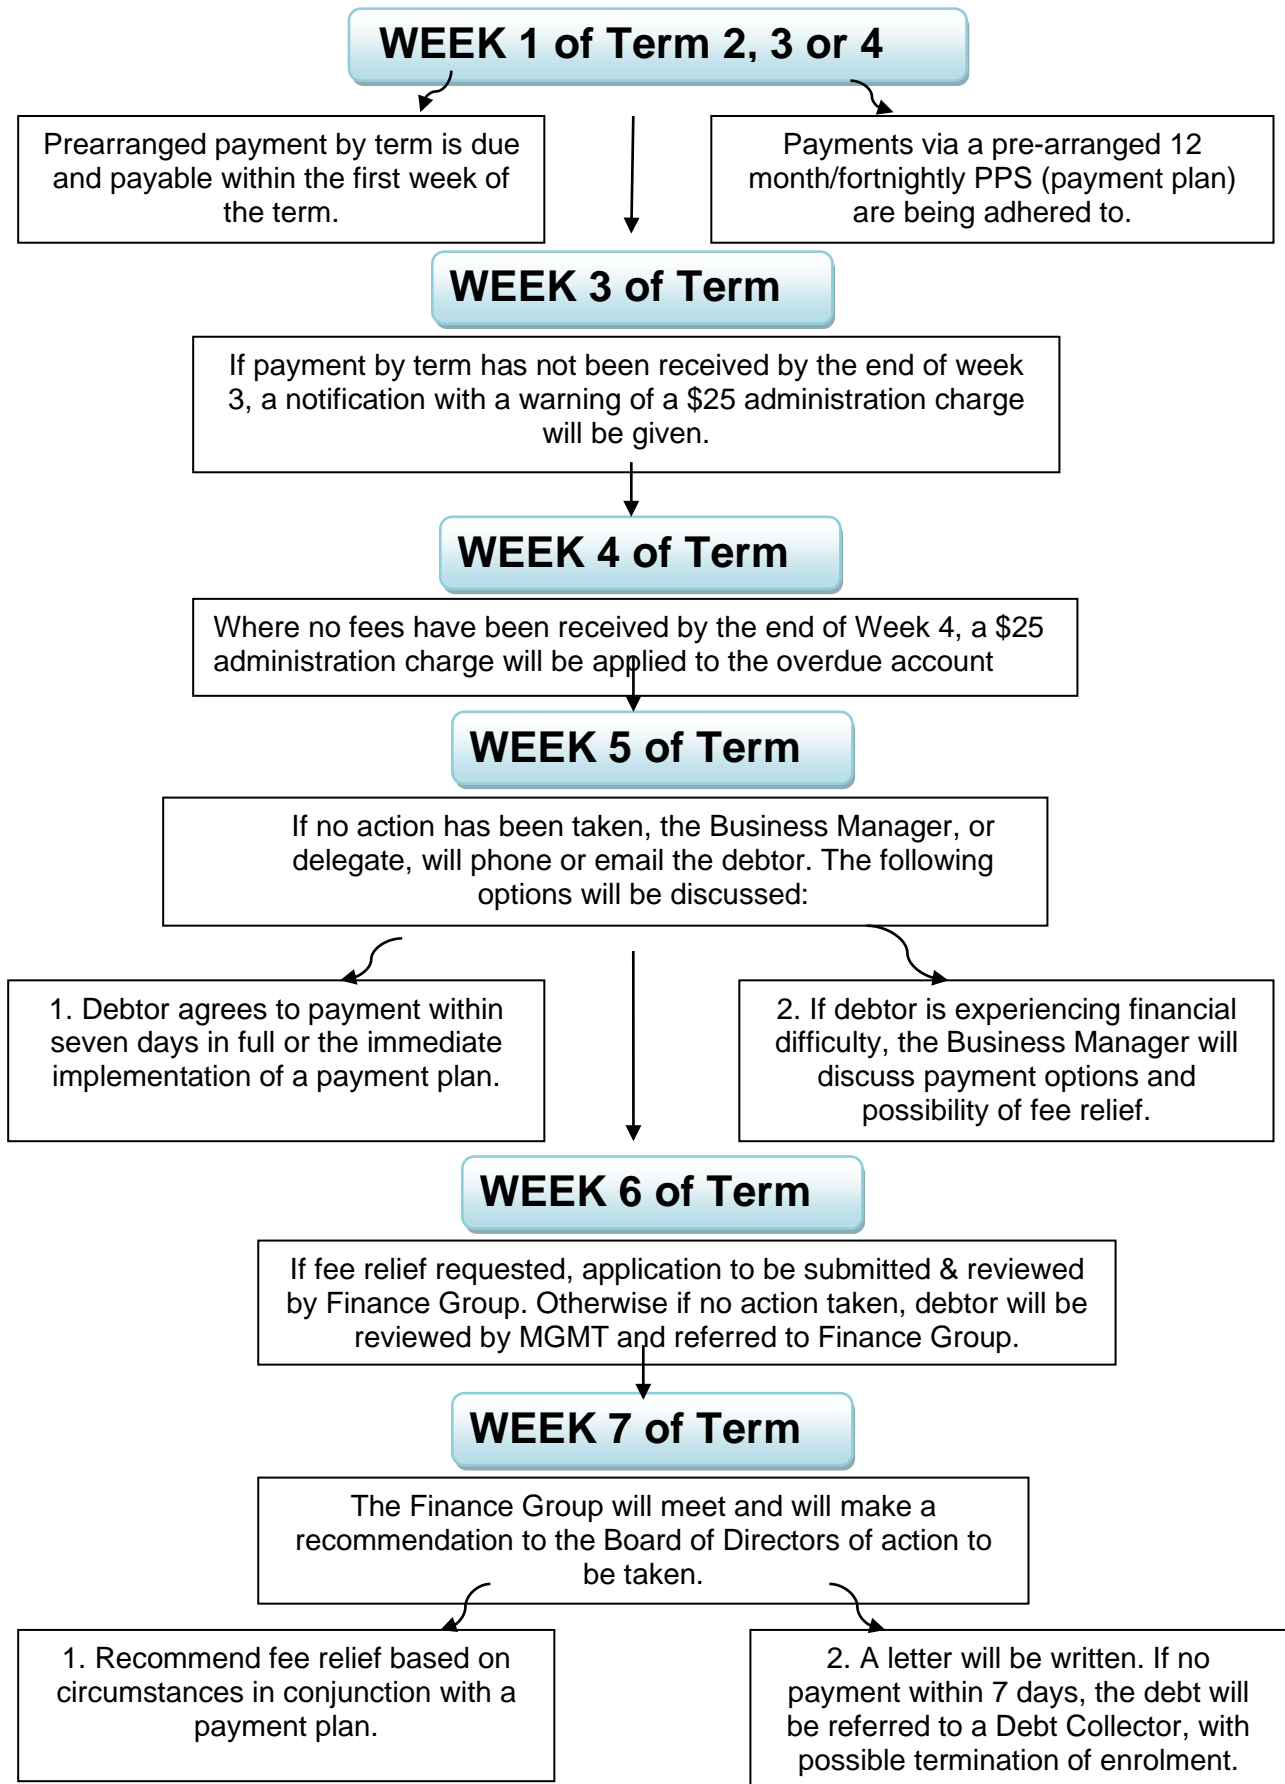 WEEK 1 of Term 2, 3 or 4
Prearranged payment by term is due
and payable within the first week of
the term.
Payments via a pre-arranged 12
month/fortnightly PPS (payment plan)
are being adhered to.
WEEK 3 of Term
If payment by term has not been received by the end of week
3, a notification with a warning of a $25 administration charge
will be given.
WEEK 4 of Term
Where no fees have been received by the end of Week 4, a $25
administration charge will be applied to the overdue account
WEEK 5 of Term
If no action has been taken, the Business Manager, or
delegate, will phone or email the debtor. The following
options will be discussed:
1. Debtor agrees to payment within
seven days in full or the immediate
implementation of a payment plan.
2. If debtor is experiencing financial
difficulty, the Business Manager will
discuss payment options and
possibility of fee relief.
WEEK 6 of Term
If fee relief requested, application to be submitted & reviewed
by Finance Group. Otherwise if no action taken, debtor will be
reviewed by MGMT and referred to Finance Group.
WEEK 7 of Term
The Finance Group will meet and will make a
recommendation to the Board of Directors of action to
be taken.
1. Recommend fee relief based on
circumstances in conjunction with a
payment plan.
2. A letter will be written. If no
payment within 7 days, the debt will
be referred to a Debt Collector, with
possible termination of enrolment.